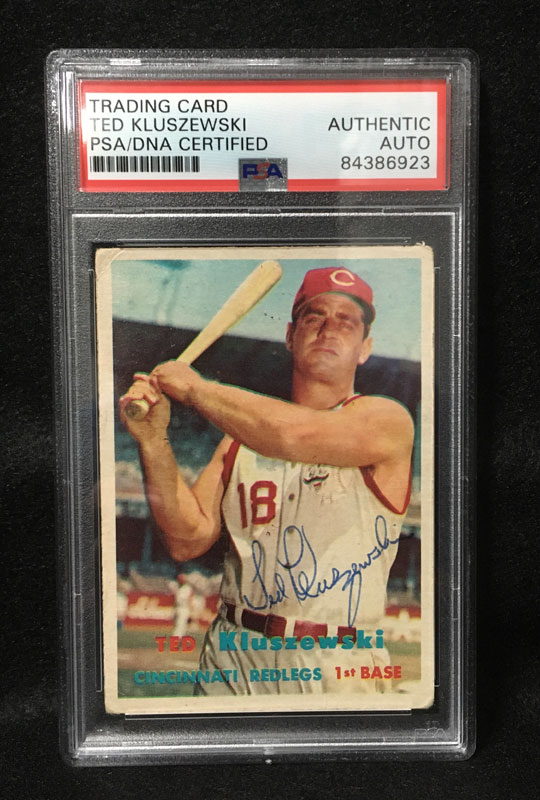 TRADING CARD
TED KLUSZEWSKI
PSA/DNA CERTIFIED
AUTHENTIC
AUTO
84386923
PSA
C
18
Ted Kluszewski
TED Kluszewski
CINCINNATI REDLEGS 1st BASE